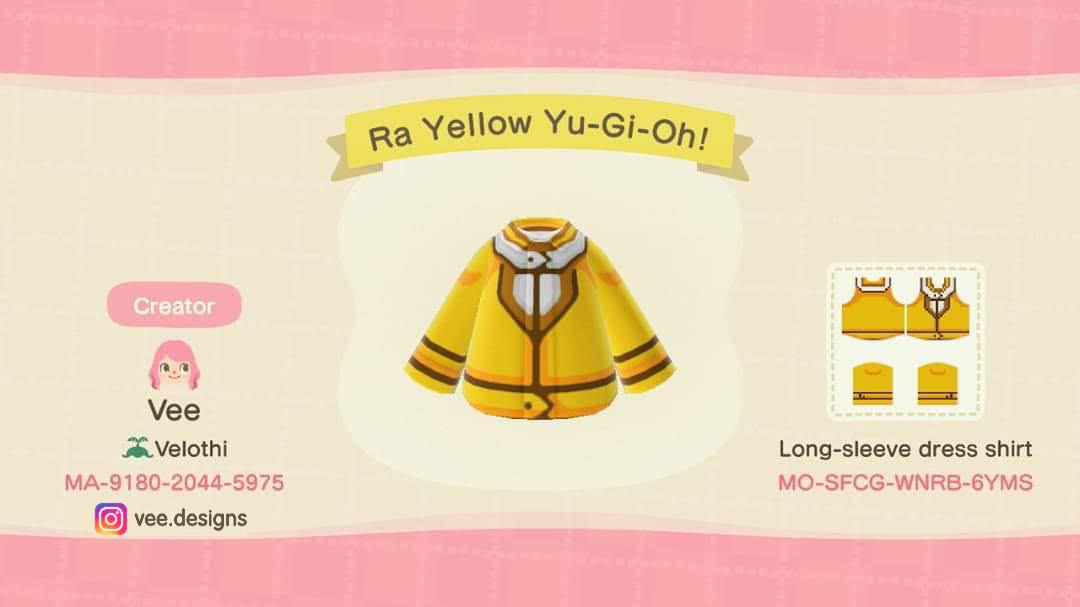 Ra Yellow Yu-Gi-Oh!
Creator
Vee
Velothi
MA-9180-2044-5975
vee.designs
Long-sleeve dress shirt
MO-SFCG-WNRB-6YMS